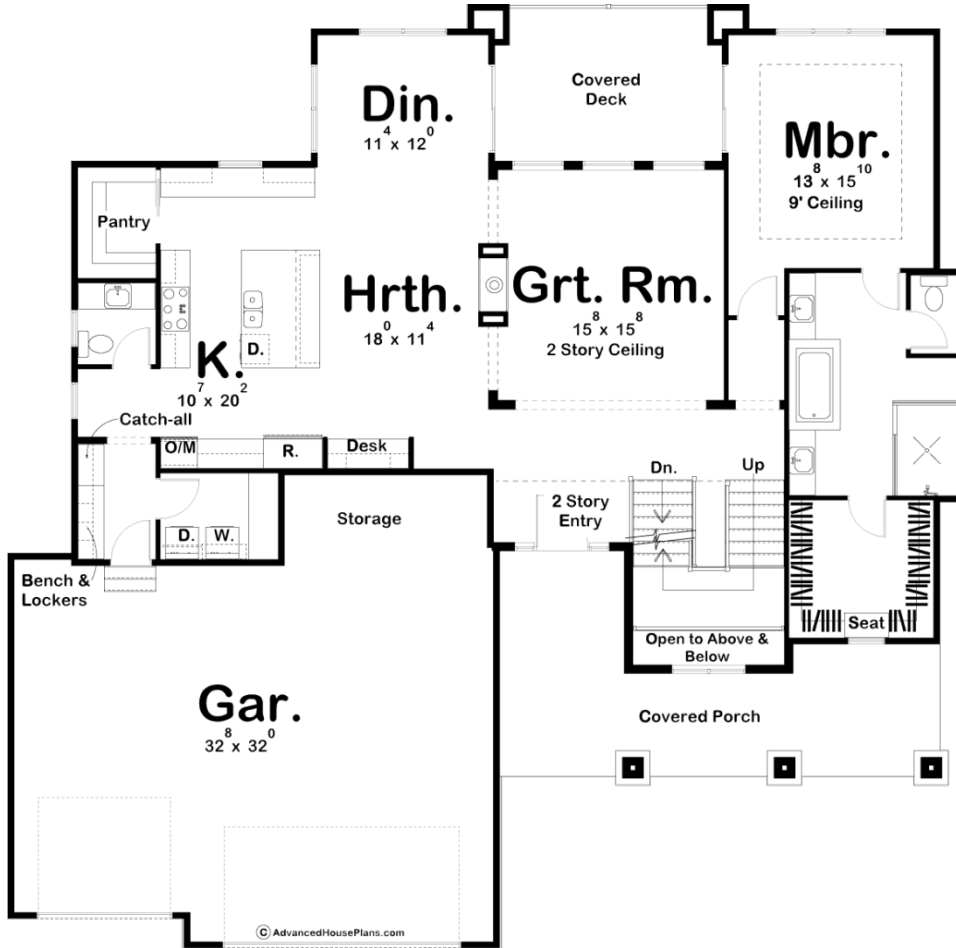 Covered
Deck
Din.
11⁴ x 12⁰
Mbr.
13⁸ x 15¹⁰
9' Ceiling
Pantry
Hrth.
18⁰ x 11⁴
Grt. Rm.
15⁸ x 15⁸
2 Story Ceiling
D.
K.
10⁷ x 20²
Catch-all
O/M
R.
Desk
Dn.
Up
2 Story
Entry
Storage
D.
W.
Bench &
Lockers
Seat
Open to Above &
Below
Gar.
32⁸ x 32⁰
Covered Porch
© AdvancedHousePlans.com